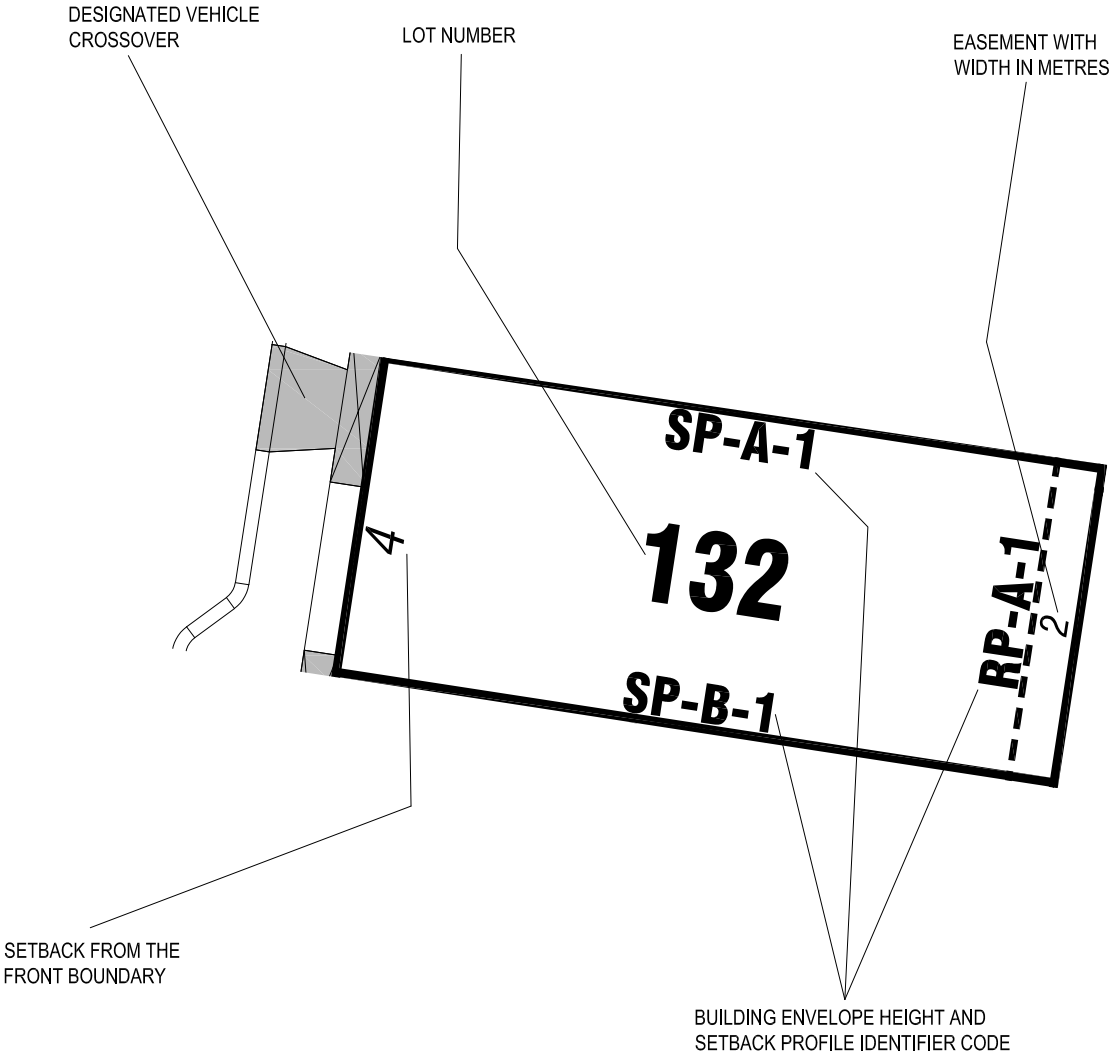 DESIGNATED VEHICLE
CROSSOVER
LOT NUMBER
EASEMENT WITH
WIDTH IN METRES
SP-A-1
4
132
RP-A-1
2
SP-B-1
SETBACK FROM THE
FRONT BOUNDARY
BUILDING ENVELOPE HEIGHT AND
SETBACK PROFILE IDENTIFIER CODE